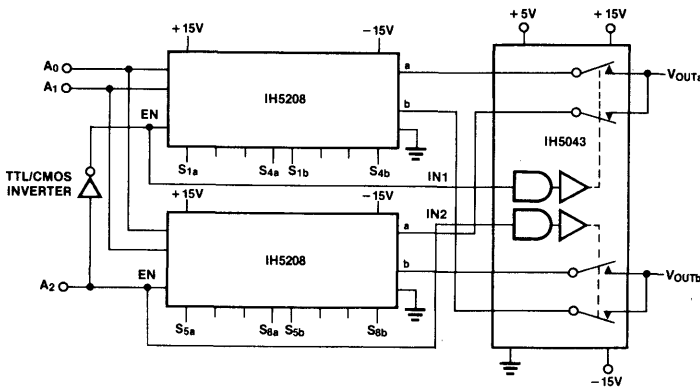 +15V
−15V
+5V
+15V
A0
A1
EN
IH5208
a
b
S1a
S4a
S1b
S4b
VOUTa
IH5043
TTL/CMOS
INVERTER
IN1
+15V
−15V
IN2
A2
EN
IH5208
a
b
S5a
S8a
S5b
S8b
VOUTb
−15V